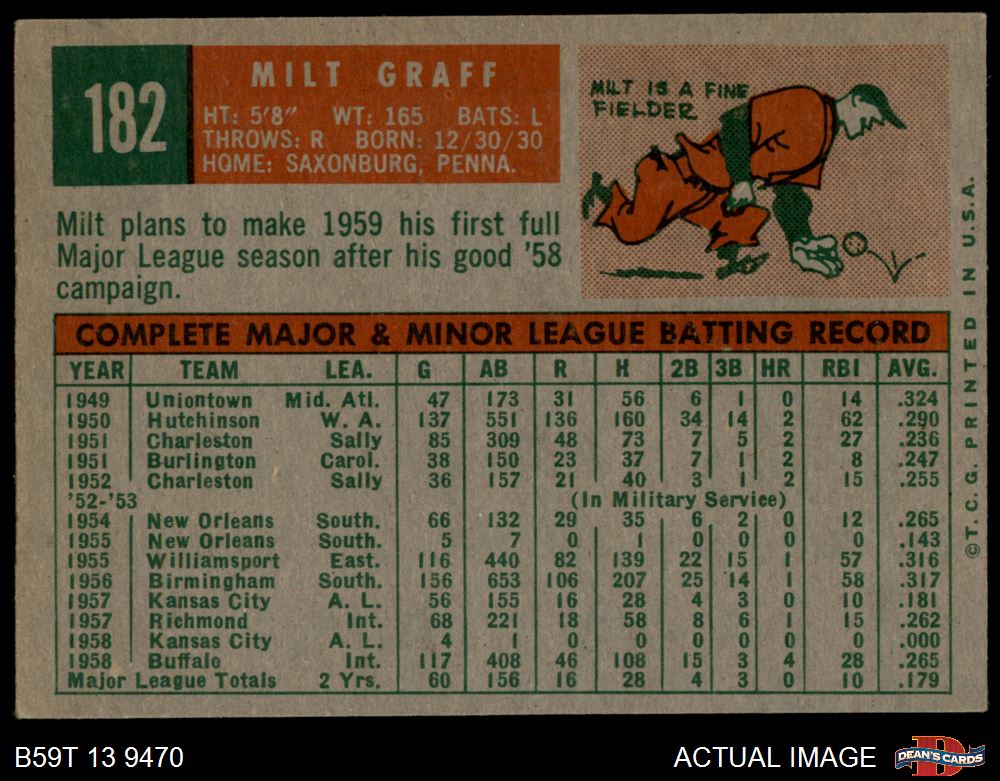 182
MILT GRAFF
HT: 5'8" WT: 165 BATS: L
THROWS: R BORN: 12/30/30
HOME: SAXONBURG, PENNA.
MILT IS A FINE
FIELDER
Milt plans to make 1959 his first full
Major League season after his good '58
campaign.
COMPLETE MAJOR & MINOR LEAGUE BATTING RECORD
YEAR TEAM LEA. G AB R H 2B 3B HR RBI AVG.
1949 Uniontown Mid. Atl. 47 173 31 56 6 1 0 14 .324
1950 Hutchinson W. A. 137 551 136 160 34 14 2 62 .290
1951 Charleston Sally 85 309 48 73 7 5 2 27 .236
1951 Burlington Carol. 38 150 23 37 7 1 2 8 .247
1952 Charleston Sally 36 157 21 40 3 1 2 15 .255
'52-'53 (In Military Service)
1954 New Orleans South. 66 132 29 35 6 2 0 12 .265
1955 New Orleans South. 5 7 0 1 0 0 0 0 .143
1955 Williamsport East. 116 440 82 139 22 15 1 57 .316
1956 Birmingham South. 156 653 106 207 25 14 1 58 .317
1957 Kansas City A. L. 56 155 16 28 4 3 0 10 .181
1957 Richmond Int. 68 221 18 58 8 6 1 15 .262
1958 Kansas City A. L. 4 1 0 0 0 0 0 0 .000
1958 Buffalo Int. 117 408 46 108 15 3 4 28 .265
Major League Totals 2 Yrs. 60 156 16 28 4 3 0 10 .179
©T. C. G. PRINTED IN U.S.A.
B59T 13 9470
ACTUAL IMAGE
D
DEAN'S CARDS